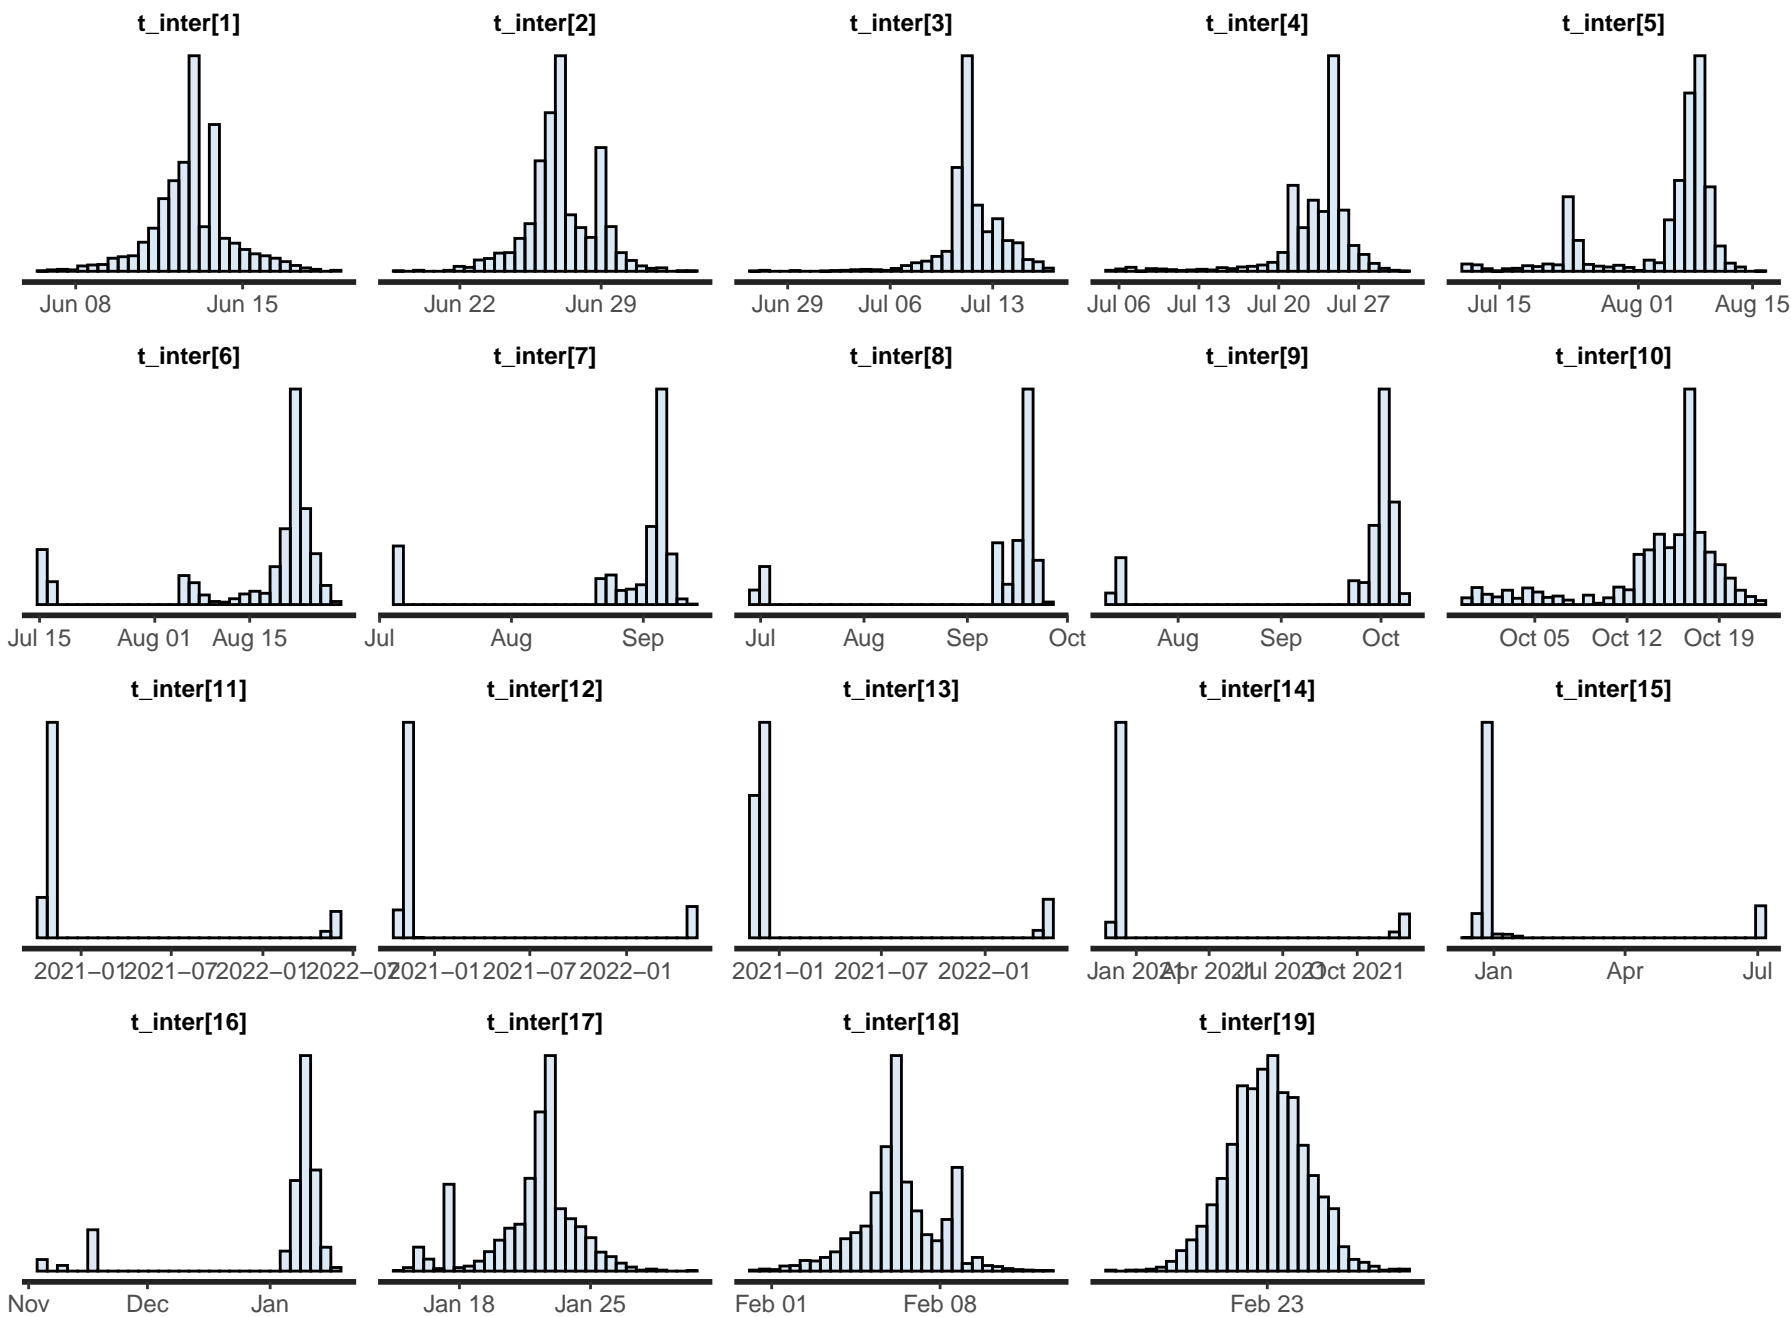 t_inter[1] t_inter[2] t_inter[3] t_inter[4] t_inter[5]
Jun 08 Jun 15 Jun 22 Jun 29 Jun 29 Jul 06 Jul 13 Jul 06 Jul 13 Jul 20 Jul 27 Jul 15 Aug 01 Aug 15
t_inter[6] t_inter[7] t_inter[8] t_inter[9] t_inter[10]
Jul 15 Aug 01 Aug 15 Jul Aug Sep Jul Aug Sep Oct Aug Sep Oct Oct 05 Oct 12 Oct 19
t_inter[11] t_inter[12] t_inter[13] t_inter[14] t_inter[15]
2021−01 2021−07 2022−01 2022−07 2021−01 2021−07 2022−01 2021−01 2021−07 2022−01 Jan 2021 Apr 2021 Jul 2021 Oct 2021 Jan Apr Jul
t_inter[16] t_inter[17] t_inter[18] t_inter[19]
Nov Dec Jan Jan 18 Jan 25 Feb 01 Feb 08 Feb 23